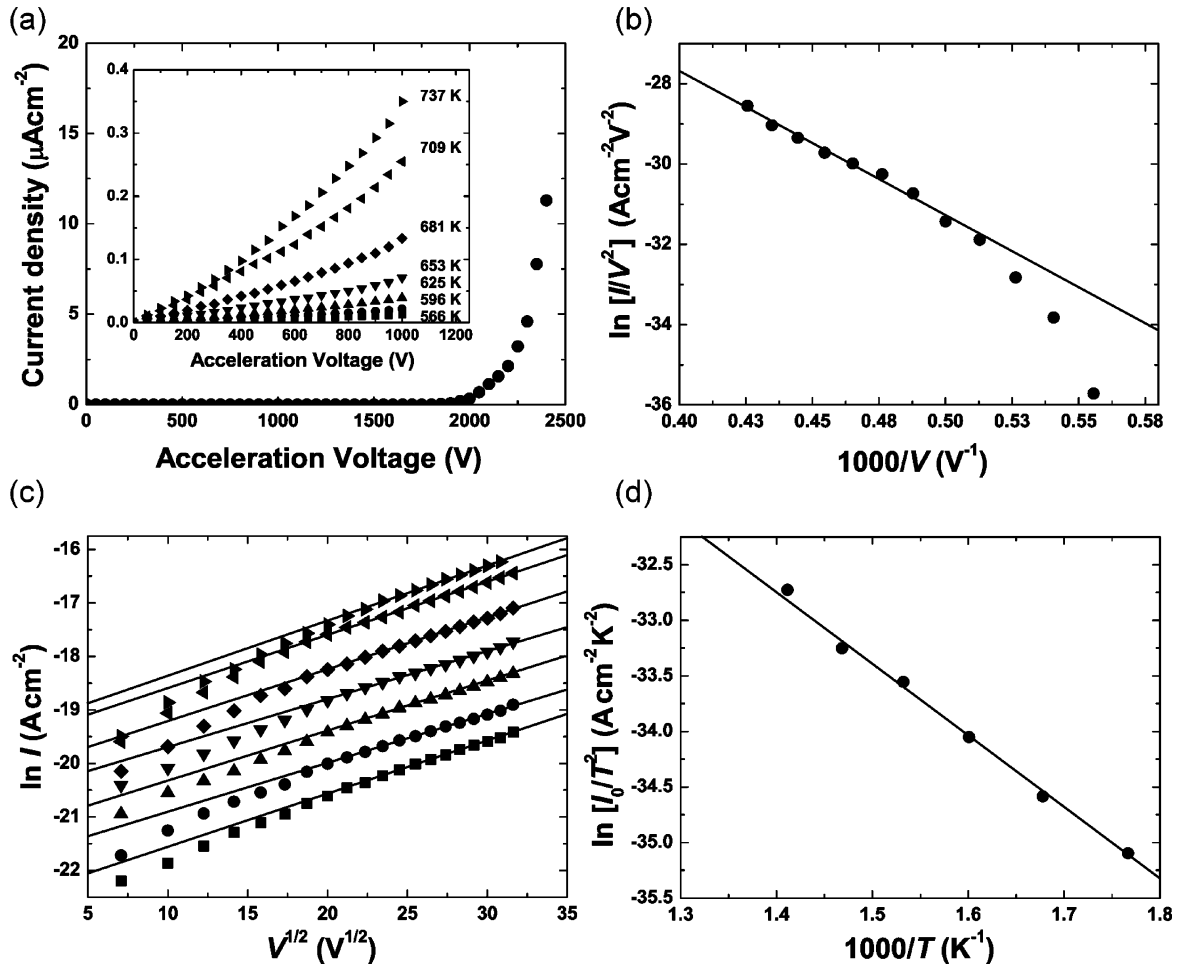 (a)
20
15
10
5
0
0 500 1000 1500 2000 2500
Current density (μAcm⁻²)
Acceleration Voltage (V)
0.4
0.3
0.2
0.1
0.0
0 200 400 600 800 1000 1200
Acceleration Voltage (V)
737 K
709 K
681 K
653 K
625 K
596 K
566 K
(b)
-28
-30
-32
-34
-36
0.40 0.43 0.45 0.48 0.50 0.53 0.55 0.58
ln [I/V²] (Acm⁻²V⁻²)
1000/V (V⁻¹)
(c)
-16
-17
-18
-19
-20
-21
-22
5 10 15 20 25 30 35
ln I (Acm⁻²)
V¹/² (V¹/²)
(d)
-32.5
-33.0
-33.5
-34.0
-34.5
-35.0
-35.5
1.3 1.4 1.5 1.6 1.7 1.8
ln [I₀/T²] (Acm⁻²K⁻²)
1000/T (K⁻¹)